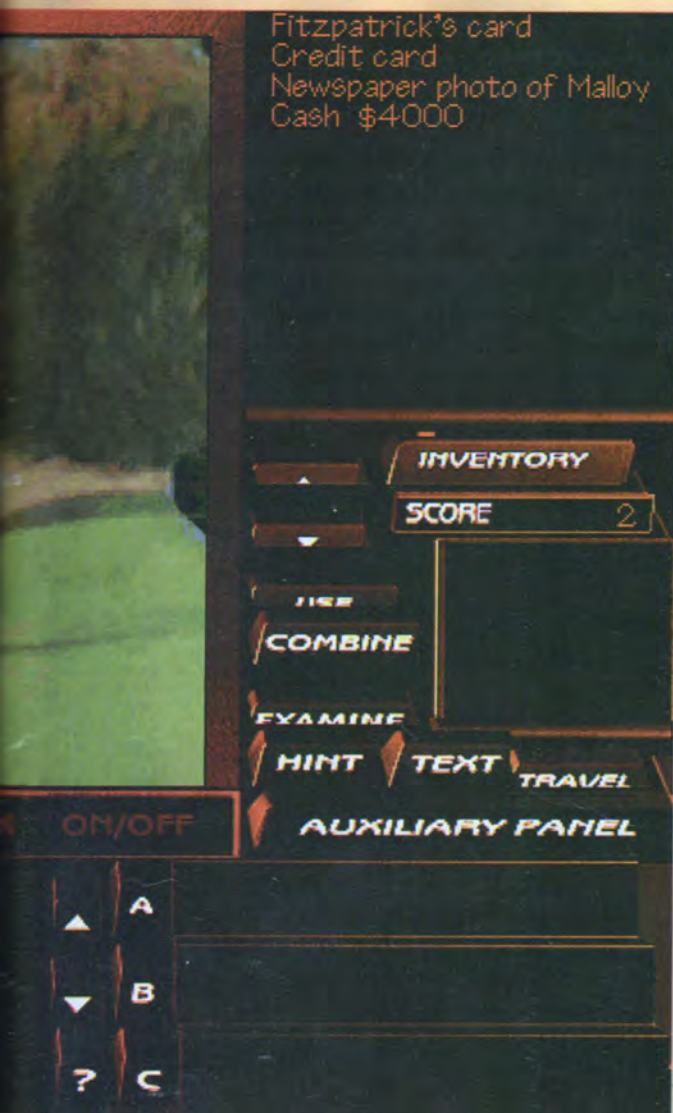 Fitzpatrick's card
Credit card
Newspaper photo of Malloy
Cash $4000
INVENTORY
SCORE 2
USE
COMBINE
EXAMINE
HINT TEXT TRAVEL
ON/OFF AUXILIARY PANEL
A
B
? C